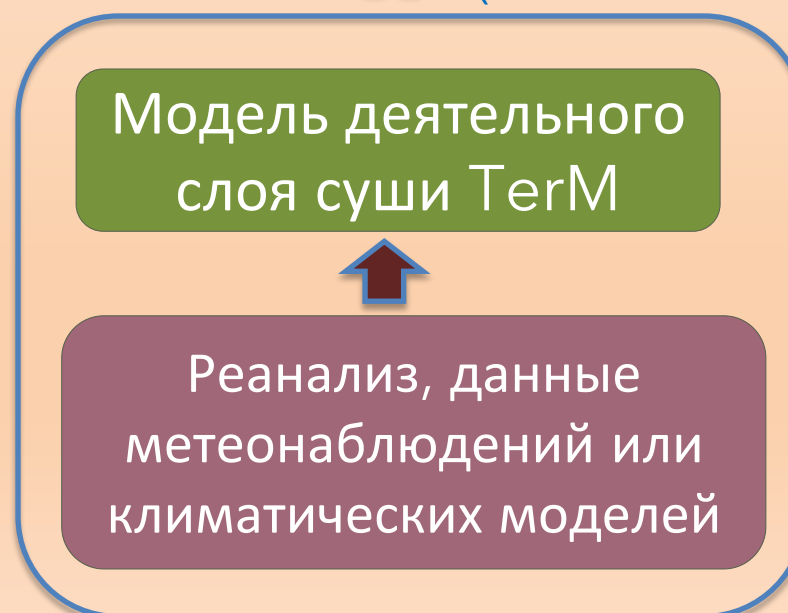 Модель деятельного
слоя суши TerM
Реанализ, данные
метеонаблюдений или
климатических моделей